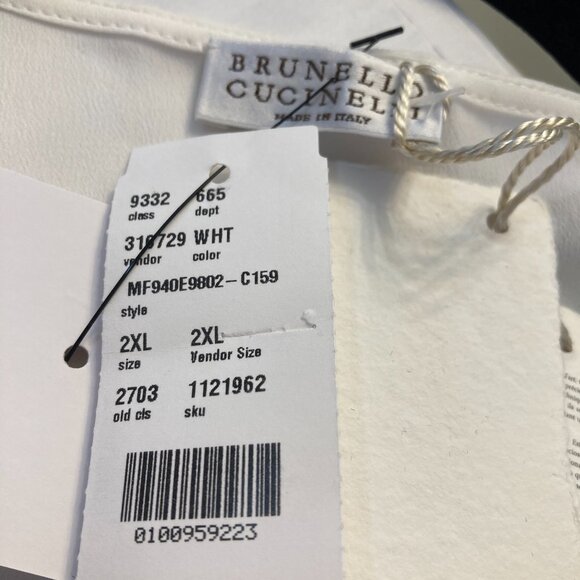 BRUNELLO
CUCINELLI
MADE IN ITALY
9332 665
class dept
310729 WHT
vendor color
MF940E9802-C159
style
2XL 2XL
size Vendor Size
2703 1121962
old cls sku
0100959223